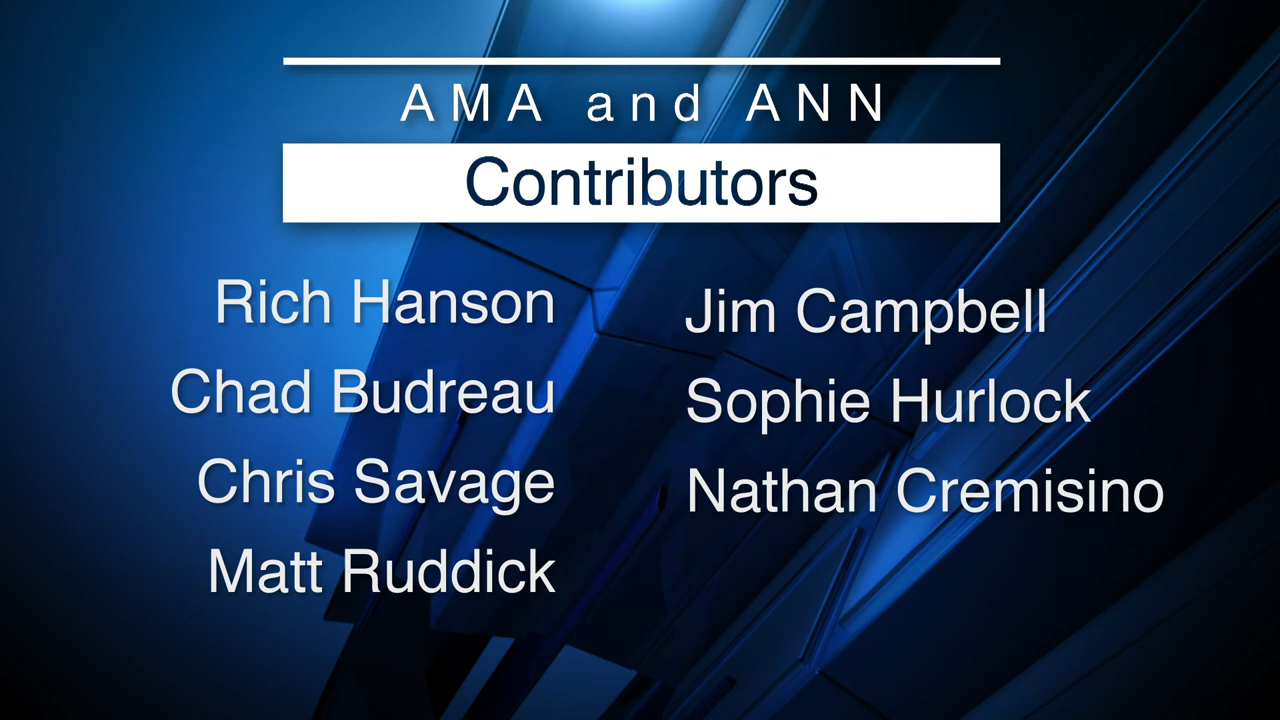 AMA and ANN
Contributors
Rich Hanson
Chad Budreau
Chris Savage
Matt Ruddick
Jim Campbell
Sophie Hurlock
Nathan Cremisino